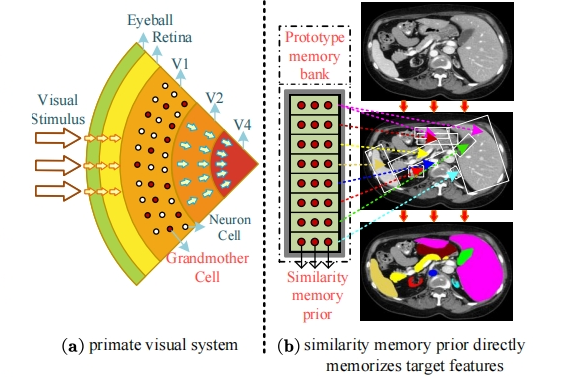 Eyeball
Retina
V1
V2
V4
Visual
Stimulus
Neuron
Cell
Grandmother
Cell
(a) primate visual system
Prototype
memory
bank
Similarity
memory
prior
(b) similarity memory prior directly
memorizes target features